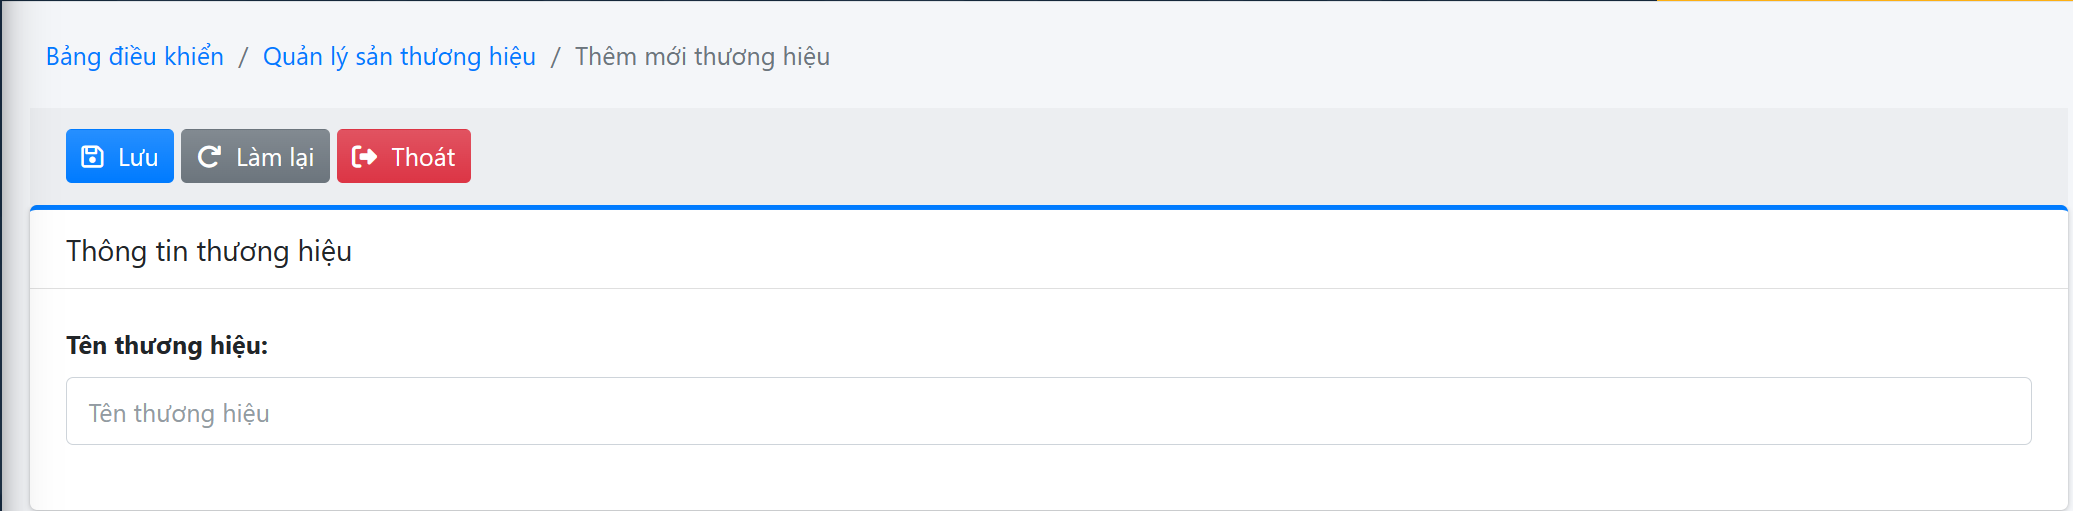 Bảng điều khiển / Quản lý sản thương hiệu / Thêm mới thương hiệu
Lưu Làm lại Thoát
Thông tin thương hiệu
Tên thương hiệu:
Tên thương hiệu